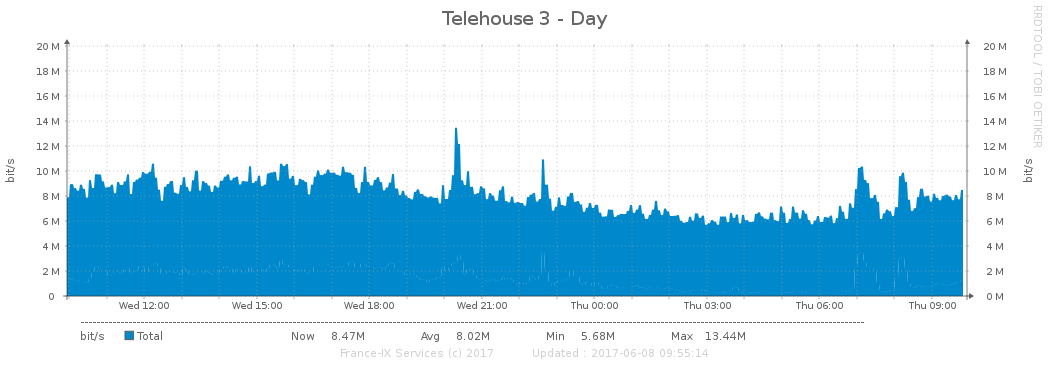 Telehouse 3 - Day
RRDTOOL / TOBI OETIKER
20 M 20 M
18 M 18 M
16 M 16 M
14 M 14 M
12 M 12 M
10 M 10 M
8 M 8 M
6 M 6 M
4 M 4 M
2 M 2 M
0 0 M
bit/s
bit/s
Wed 12:00 Wed 15:00 Wed 18:00 Wed 21:00 Thu 00:00 Thu 03:00 Thu 06:00 Thu 09:00
bit/s Total Now 8.47M Avg 8.02M Min 5.68M Max 13.44M
France-IX Services (c) 2017 Updated : 2017-06-08 09:55:14